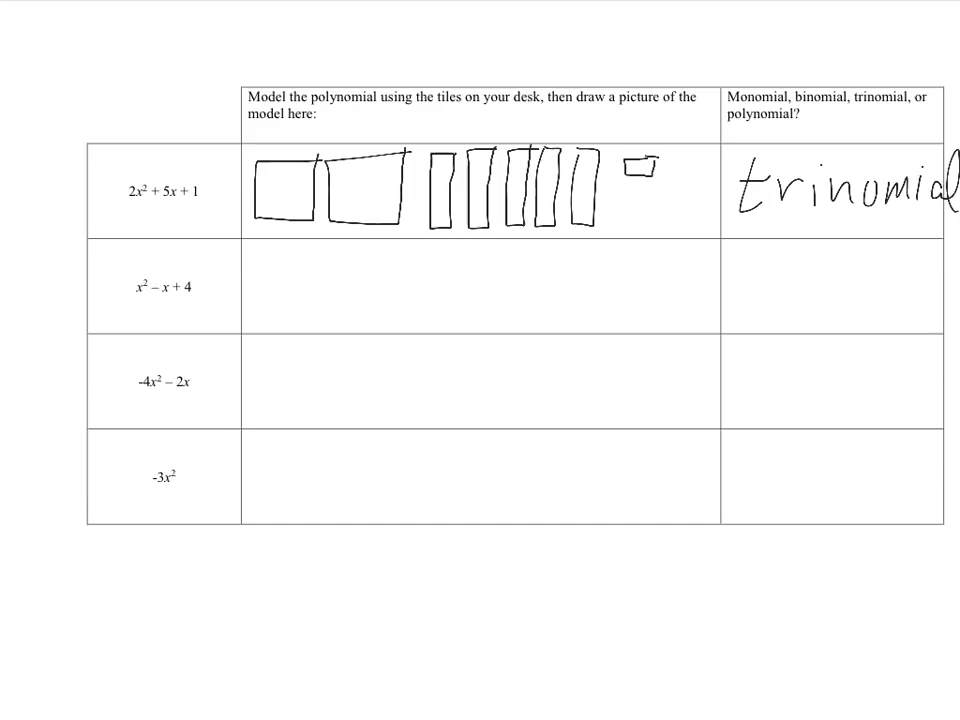 Model the polynomial using the tiles on your desk, then draw a picture of the
model here:
Monomial, binomial, trinomial, or
polynomial?
2x² + 5x + 1
trinomial
x² – x + 4
-4x² – 2x
-3x²